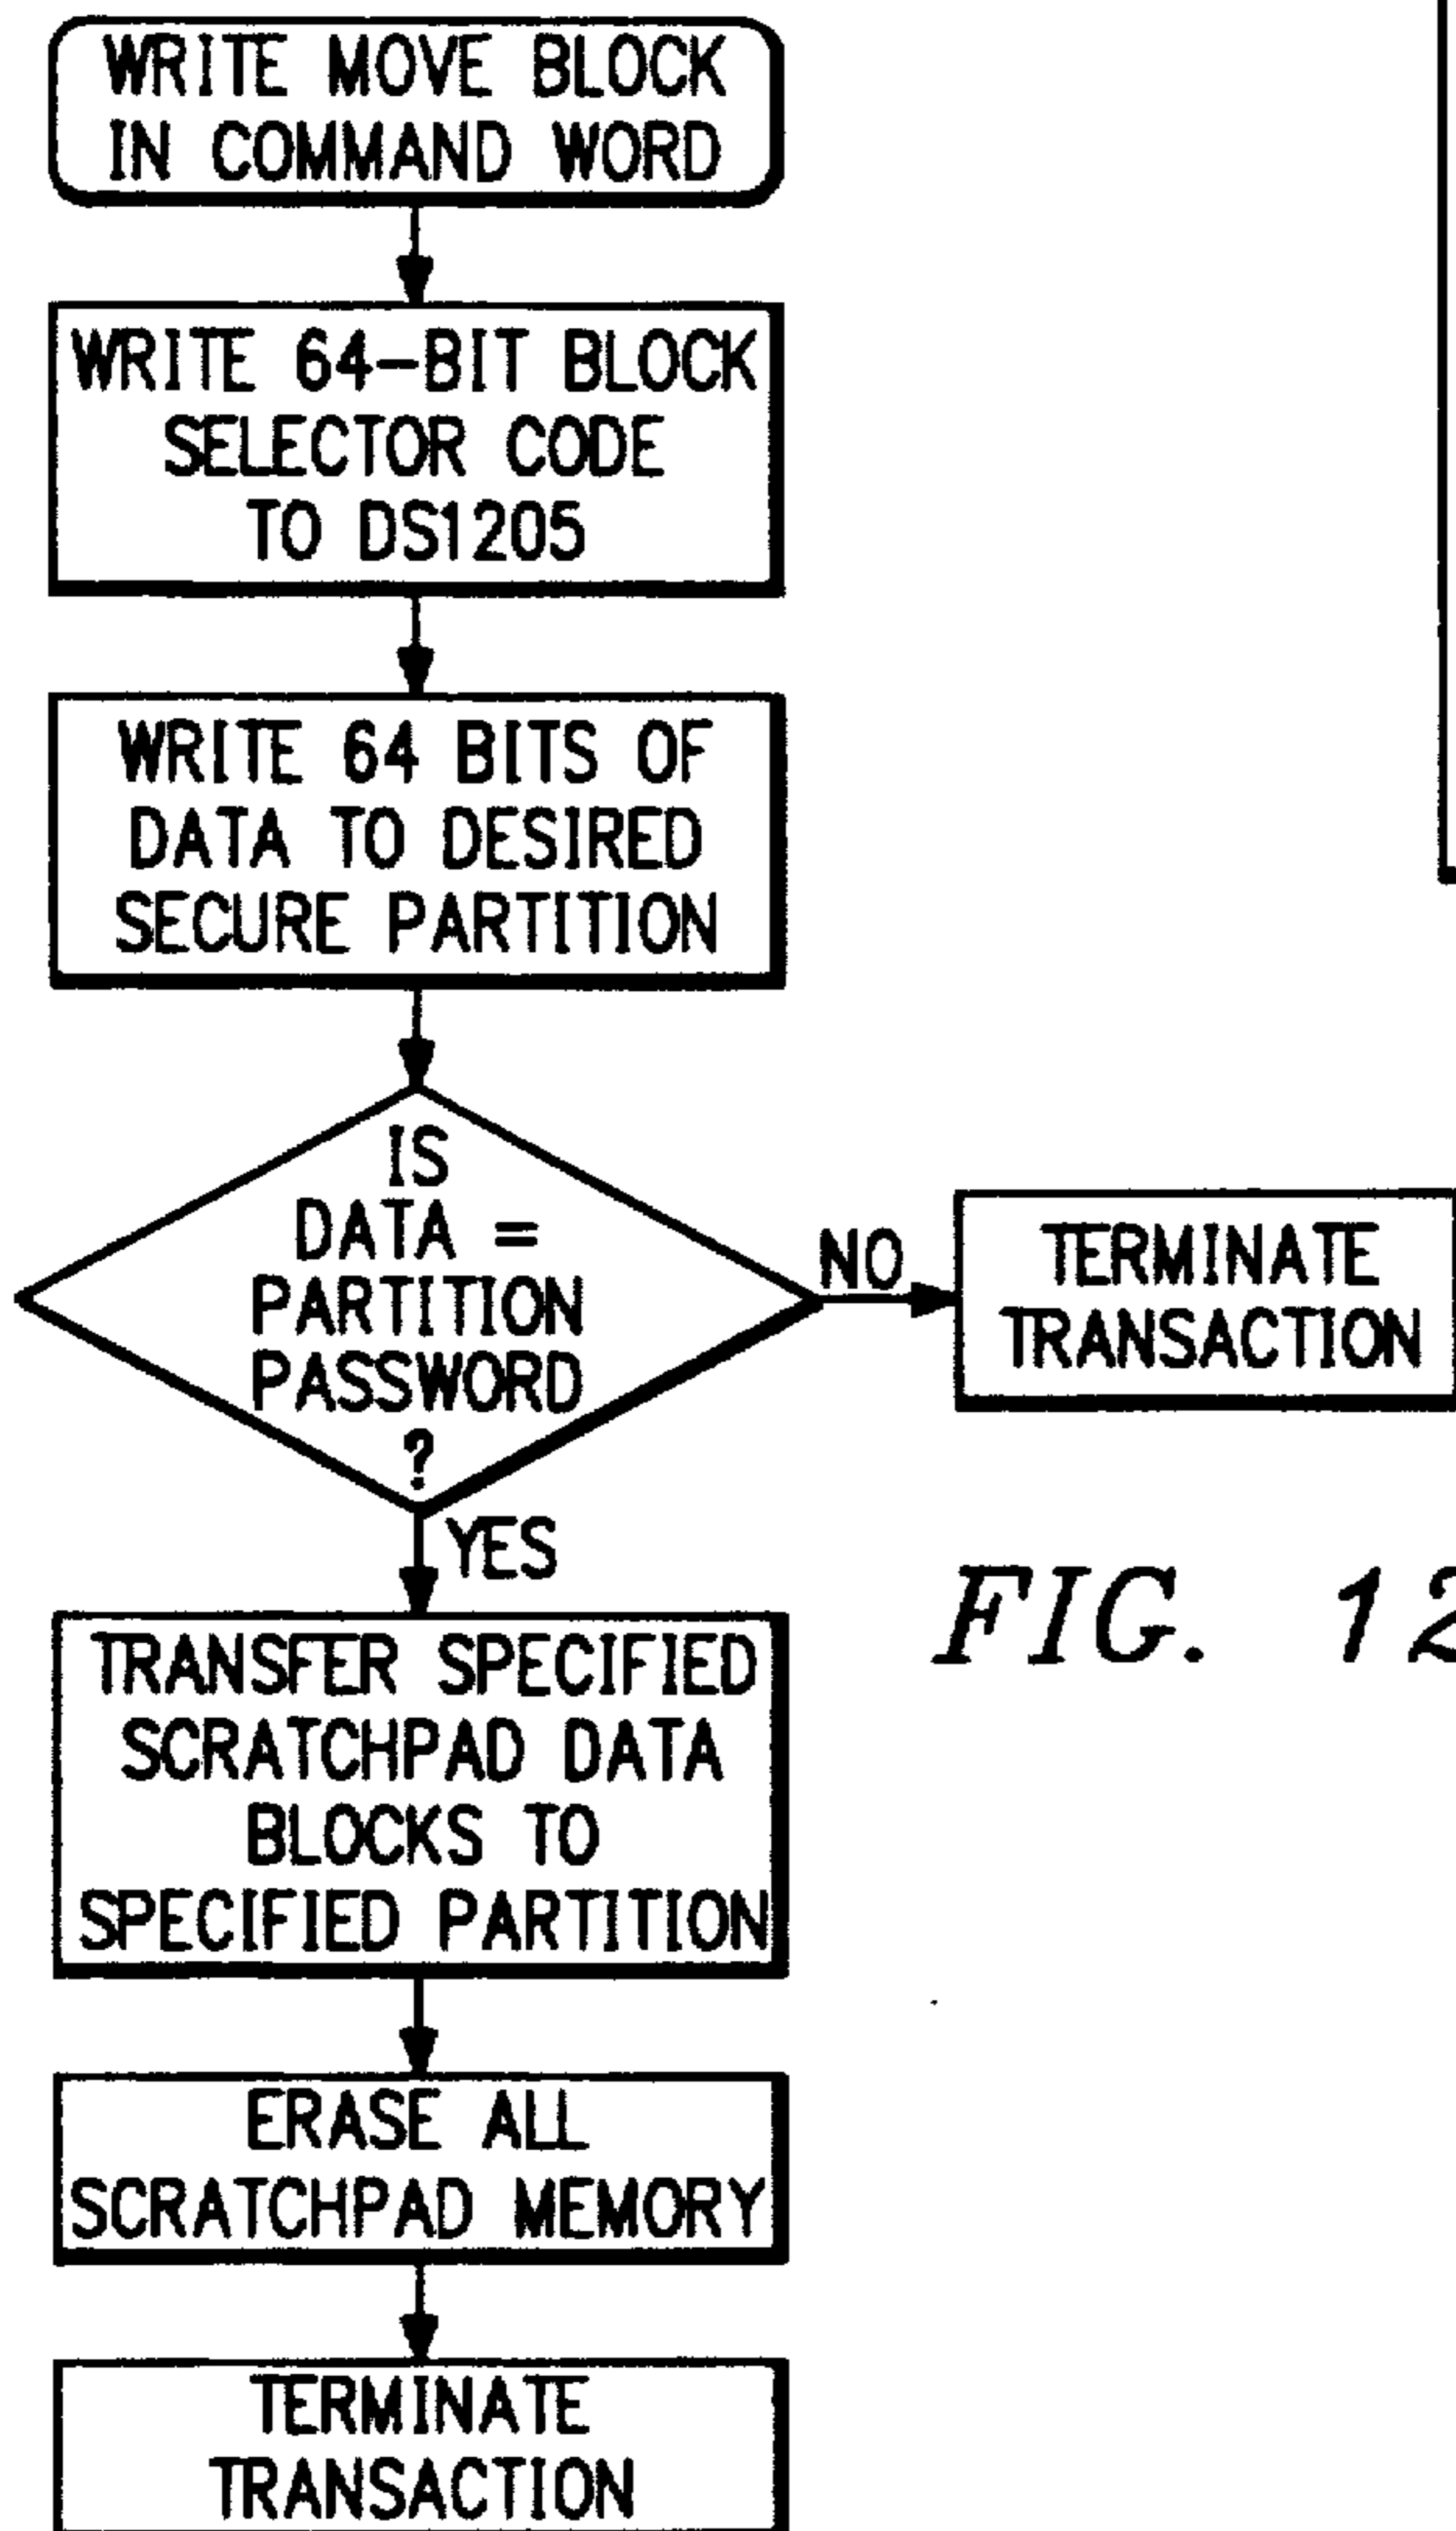 WRITE MOVE BLOCK
IN COMMAND WORD
WRITE 64-BIT BLOCK
SELECTOR CODE
TO DS1205
WRITE 64 BITS OF
DATA TO DESIRED
SECURE PARTITION
IS
DATA =
PARTITION
PASSWORD
?
NO
TERMINATE
TRANSACTION
YES
TRANSFER SPECIFIED
SCRATCHPAD DATA
BLOCKS TO
SPECIFIED PARTITION
ERASE ALL
SCRATCHPAD MEMORY
TERMINATE
TRANSACTION
FIG. 12